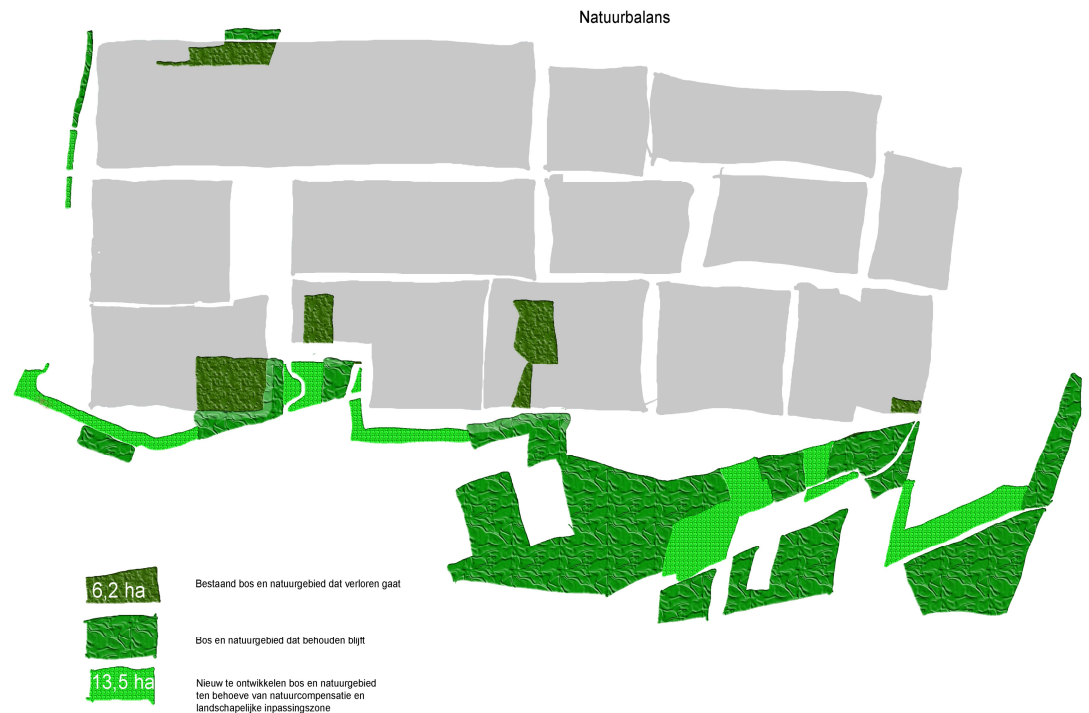 Natuurbalans
6,2 ha
Bestaand bos en natuurgebied dat verloren gaat
Bos en natuurgebied dat behouden blijft
13,5 ha
Nieuw te ontwikkelen bos en natuurgebied
ten behoeve van natuurcompensatie en
landschapelijke inpassingszone